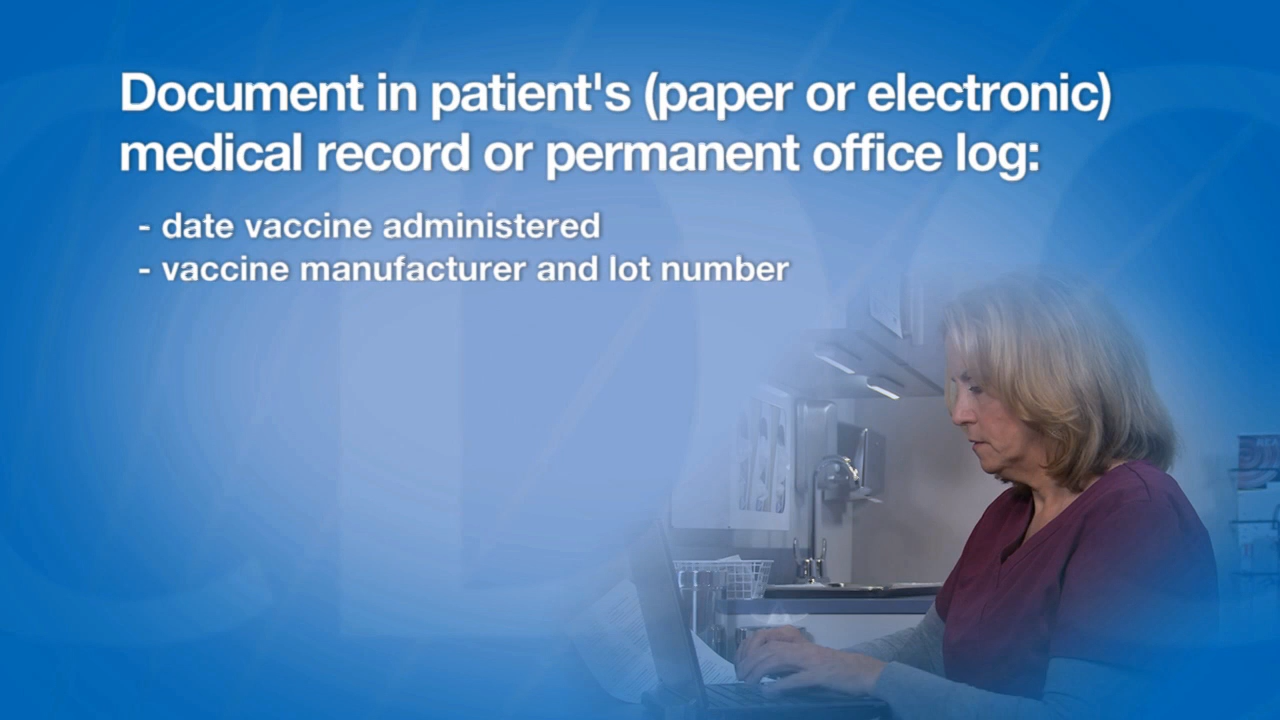 Document in patient's (paper or electronic)
medical record or permanent office log:
- date vaccine administered
- vaccine manufacturer and lot number